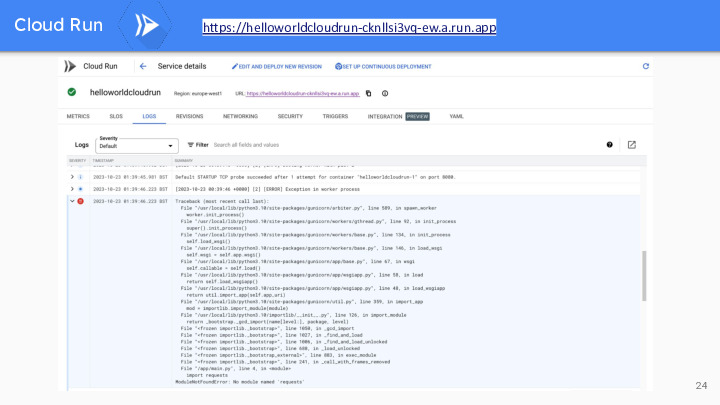 Cloud Run
https://helloworldcloudrun-cknllsi3vq-ew.a.run.app
Cloud Run
Service details
EDIT AND DEPLOY NEW REVISION
SET UP CONTINUOUS DEPLOYMENT
helloworldcloudrun
Region: europe-west1
URL: https://helloworldcloudrun-cknllsi3vq-ew.a.run.app
METRICS
SLOS
LOGS
REVISIONS
NETWORKING
SECURITY
TRIGGERS
INTEGRATION PREVIEW
YAML
Logs
Severity
Default
Filter
Search all fields and values
SEVERITY TIMESTAMP SUMMARY
2023-10-23 01:39:45.981 BST Default STARTUP TCP probe succeeded after 1 attempt for container "helloworldcloudrun-1" on port 8080.
2023-10-23 01:39:46.223 BST [2023-10-23 00:39:46 +0000] [2] [ERROR] Exception in worker process
2023-10-23 01:39:46.223 BST Traceback (most recent call last):
File "/usr/local/lib/python3.10/site-packages/gunicorn/arbiter.py", line 609, in spawn_worker
worker.init_process()
File "/usr/local/lib/python3.10/site-packages/gunicorn/workers/gthread.py", line 92, in init_process
super().init_process()
File "/usr/local/lib/python3.10/site-packages/gunicorn/workers/base.py", line 134, in init_process
self.load_wsgi()
File "/usr/local/lib/python3.10/site-packages/gunicorn/workers/base.py", line 146, in load_wsgi
self.wsgi = self.app.wsgi()
File "/usr/local/lib/python3.10/site-packages/gunicorn/app/base.py", line 67, in wsgi
self.callable = self.load()
File "/usr/local/lib/python3.10/site-packages/gunicorn/app/wsgiapp.py", line 58, in load
return self.load_wsgiapp()
File "/usr/local/lib/python3.10/site-packages/gunicorn/app/wsgiapp.py", line 48, in load_wsgiapp
return util.import_app(self.app_uri)
File "/usr/local/lib/python3.10/site-packages/gunicorn/util.py", line 359, in import_app
mod = importlib.import_module(module)
File "/usr/local/lib/python3.10/importlib/__init__.py", line 126, in import_module
return _bootstrap._gcd_import(name[level:], package, level)
File "<frozen importlib._bootstrap>", line 1050, in _gcd_import
File "<frozen importlib._bootstrap>", line 1027, in _find_and_load
File "<frozen importlib._bootstrap>", line 1006, in _find_and_load_unlocked
File "<frozen importlib._bootstrap>", line 688, in _load_unlocked
File "<frozen importlib._bootstrap_external>", line 883, in exec_module
File "<frozen importlib._bootstrap>", line 241, in _call_with_frames_removed
File "/app/main.py", line 4, in <module>
import requests
ModuleNotFoundError: No module named 'requests'
24